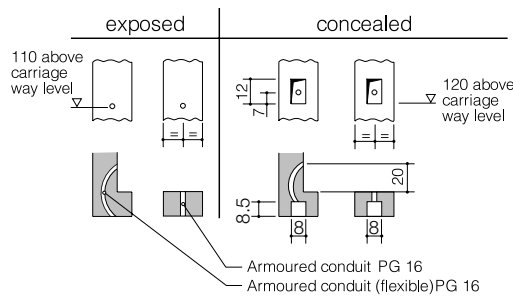 exposed
concealed
110 above
carriage
way level
120 above
carriage
way level
12
7
= =
= =
20
8.5
8
8
Armoured conduit PG 16
Armoured conduit (flexible) PG 16